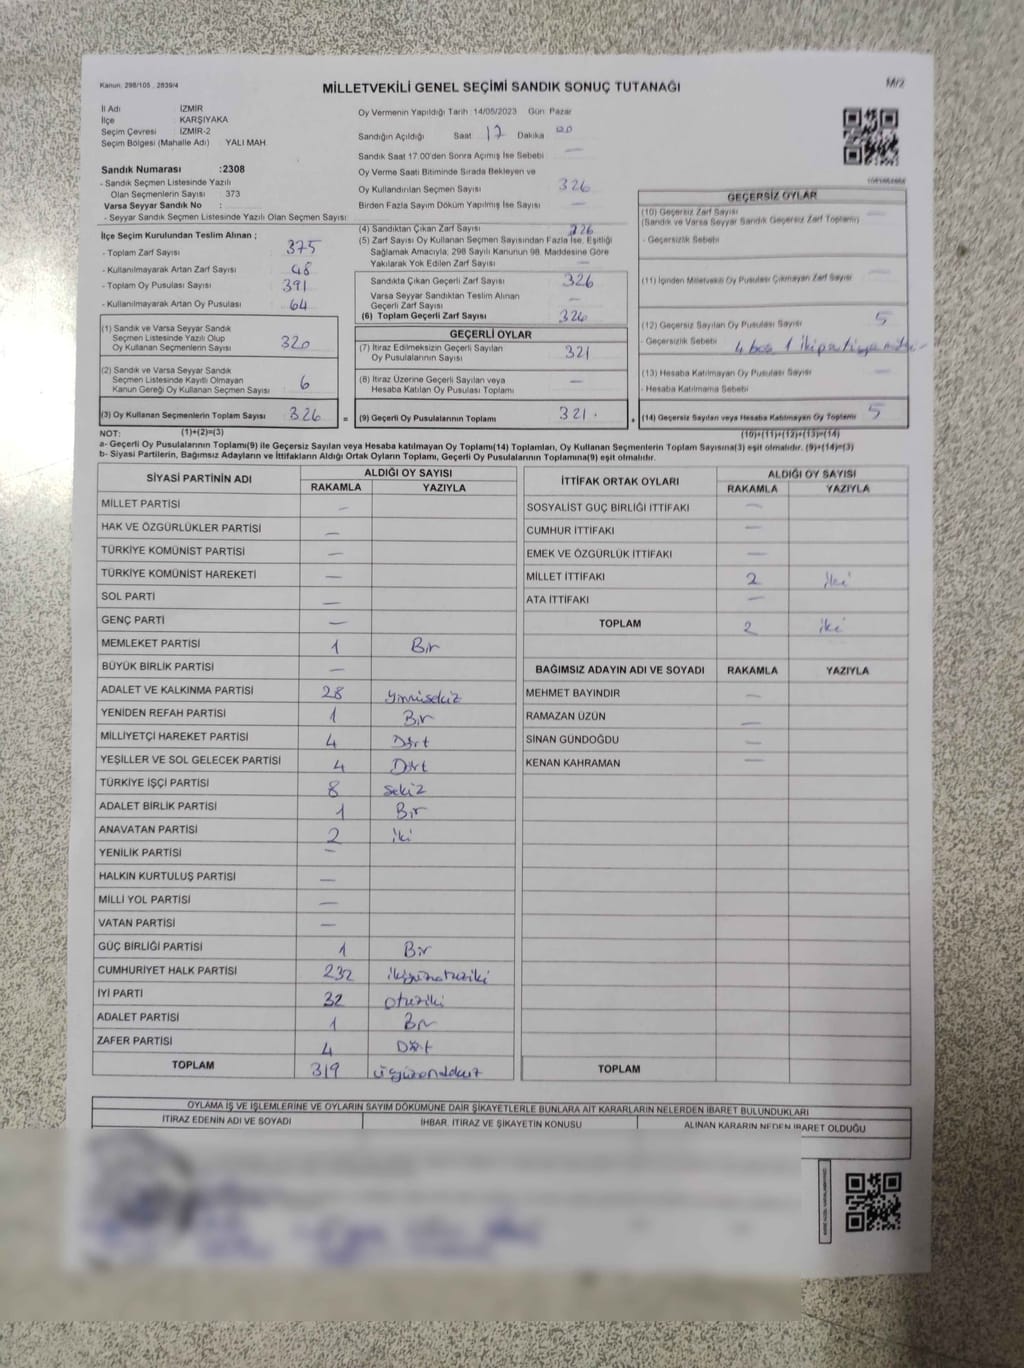 Kanun: 298/105 , 2839/4
MİLLETVEKİLİ GENEL SEÇİMİ SANDIK SONUÇ TUTANAĞI
M/2
İl Adı İZMİR
İlçe KARŞIYAKA
Seçim Çevresi İZMİR-2
Seçim Bölgesi (Mahalle Adı) YALI MAH.
Sandık Numarası :2308
- Sandık Seçmen Listesinde Yazılı
Olan Seçmenlerin Sayısı : 373
Varsa Seyyar Sandık No :
- Seyyar Sandık Seçmen Listesinde Yazılı Olan Seçmen Sayısı:
Oy Vermenin Yapıldığı Tarih :14/05/2023 Gün: Pazar
Sandığın Açıldığı Saat 17 Dakika 00
Sandık Saat 17:00'den Sonra Açımış İse Sebebi : —
Oy Verme Saati Bitiminde Sırada Bekleyen ve
Oy Kullandırılan Seçmen Sayısı 326
Birden Fazla Sayım Döküm Yapılmış İse Sayısı : —
İlçe Seçim Kurulundan Teslim Alınan ;
- Toplam Zarf Sayısı : 375
- Kullanılmayarak Artan Zarf Sayısı : 48
- Toplam Oy Pusulası Sayısı : 391
- Kullanılmayarak Artan Oy Pusulası : 64
(1) Sandık ve Varsa Seyyar Sandık
Seçmen Listesinde Yazılı Olup
Oy Kullanan Seçmenlerin Sayısı : 320
(2) Sandık ve Varsa Seyyar Sandık
Seçmen Listesinde Kayıtlı Olmayan
Kanun Gereği Oy Kullanan Seçmen Sayısı : 6
(3) Oy Kullanan Seçmenlerin Toplam Sayısı : 326 =
(4) Sandıktan Çıkan Zarf Sayısı : 326
(5) Zarf Sayısı Oy Kullanan Seçmen Sayısından Fazla İse, Eşitliği
Sağlamak Amacıyla, 298 Sayılı Kanunun 98. Maddesine Göre
Yakılarak Yok Edilen Zarf Sayısı : —
Sandıkta Çıkan Geçerli Zarf Sayısı : 326
Varsa Seyyar Sandıktan Teslim Alınan
Geçerli Zarf Sayısı : —
(6) Toplam Geçerli Zarf Sayısı : 326
GEÇERLİ OYLAR
(7) İtiraz Edilmeksizin Geçerli Sayılan
Oy Pusulalarının Sayısı : 321
(8) İtiraz Üzerine Geçerli Sayılan veya
Hesaba Katılan Oy Pusulası Toplamı : —
(9) Geçerli Oy Pusulalarının Toplamı : 321 +
GEÇERSİZ OYLAR
(10) Geçersiz Zarf Sayısı
(Sandık ve Varsa Seyyar Sandık Geçersiz Zarf Toplamı) : —
- Geçersizlik Sebebi :
(11) İçinden Milletvekili Oy Pusulası Çıkmayan Zarf Sayısı : —
(12) Geçersiz Sayılan Oy Pusulası Sayısı : 5
- Geçersizlik Sebebi : 4 boş 1 iki partiye
(13) Hesaba Katılmayan Oy Pusulası Sayısı : —
- Hesaba Katılmama Sebebi :
(14) Geçersiz Sayılan veya Hesaba Katılmayan Oy Toplamı : 5
NOT: (1)+(2)=(3) (10)+(11)+(12)+(13)=(14)
a- Geçerli Oy Pusulalarının Toplamı(9) ile Geçersiz Sayılan veya Hesaba katılmayan Oy Toplamı(14) Toplamları, Oy Kullanan Seçmenlerin Toplam Sayısına(3) eşit olmalıdır. (9)+(14)=(3)
b- Siyasi Partilerin, Bağımsız Adayların ve İttifakların Aldığı Ortak Oyların Toplamı, Geçerli Oy Pusulalarının Toplamına(9) eşit olmalıdır.
SİYASİ PARTİNİN ADI ALDIĞI OY SAYISI
RAKAMLA YAZIYLA
MİLLET PARTİSİ —
HAK VE ÖZGÜRLÜKLER PARTİSİ —
TÜRKİYE KOMÜNİST PARTİSİ —
TÜRKİYE KOMÜNİST HAREKETİ —
SOL PARTİ —
GENÇ PARTİ —
MEMLEKET PARTİSİ 1 Bir
BÜYÜK BİRLİK PARTİSİ —
ADALET VE KALKINMA PARTİSİ 28 yirmisekiz
YENİDEN REFAH PARTİSİ 1 Bir
MİLLİYETÇİ HAREKET PARTİSİ 4 Dört
YEŞİLLER VE SOL GELECEK PARTİSİ 4 Dört
TÜRKİYE İŞÇİ PARTİSİ 8 Sekiz
ADALET BİRLİK PARTİSİ 1 Bir
ANAVATAN PARTİSİ 2 iki
YENİLİK PARTİSİ —
HALKIN KURTULUŞ PARTİSİ —
MİLLİ YOL PARTİSİ —
VATAN PARTİSİ —
GÜÇ BİRLİĞİ PARTİSİ 1 Bir
CUMHURİYET HALK PARTİSİ 232 ikiyüzotuziki
İYİ PARTİ 32 otuziki
ADALET PARTİSİ 1 Bir
ZAFER PARTİSİ 4 Dört
TOPLAM 319 üçyüzondokuz
İTTİFAK ORTAK OYLARI ALDIĞI OY SAYISI
RAKAMLA YAZIYLA
SOSYALİST GÜÇ BİRLİĞİ İTTİFAKI —
CUMHUR İTTİFAKI —
EMEK VE ÖZGÜRLÜK İTTİFAKI —
MİLLET İTTİFAKI 2 iki
ATA İTTİFAKI —
TOPLAM 2 iki
BAĞIMSIZ ADAYIN ADI VE SOYADI RAKAMLA YAZIYLA
MEHMET BAYINDIR —
RAMAZAN UZUN —
SİNAN GÜNDOĞDU —
KENAN KAHRAMAN —
TOPLAM
OYLAMA İŞ VE İŞLEMLERİNE VE OYLARIN SAYIM DÖKÜMÜNE DAİR ŞİKAYETLERLE BUNLARA AİT KARARLARIN NELERDEN İBARET BULUNDUKLARI
İTİRAZ EDENİN ADI VE SOYADI İHBAR, İTİRAZ VE ŞİKAYETİN KONUSU ALINAN KARARIN NEDEN İBARET OLDUĞU